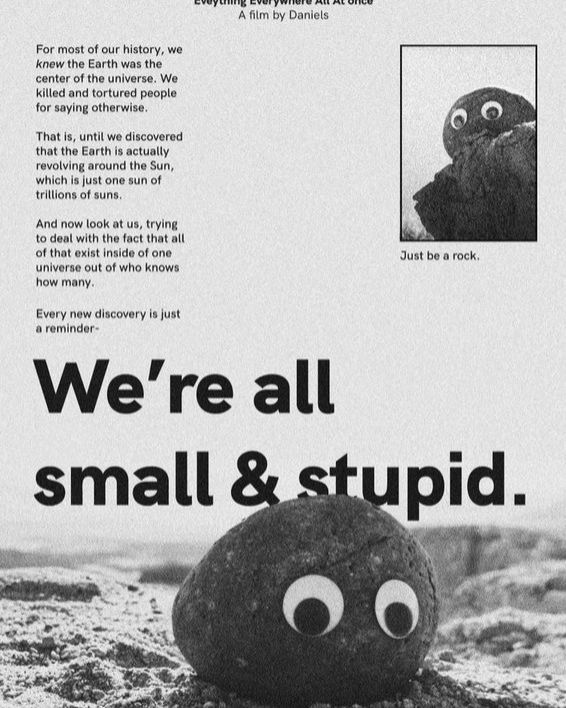 Eveything Everywhere All At once
A film by Daniels
For most of our history, we
knew the Earth was the
center of the universe. We
killed and tortured people
for saying otherwise.
That is, until we discovered
that the Earth is actually
revolving around the Sun,
which is just one sun of
trillions of suns.
And now look at us, trying
to deal with the fact that all
of that exist inside of one
universe out of who knows
how many.
Every new discovery is just
a reminder-
Just be a rock.
We're all
small & stupid.